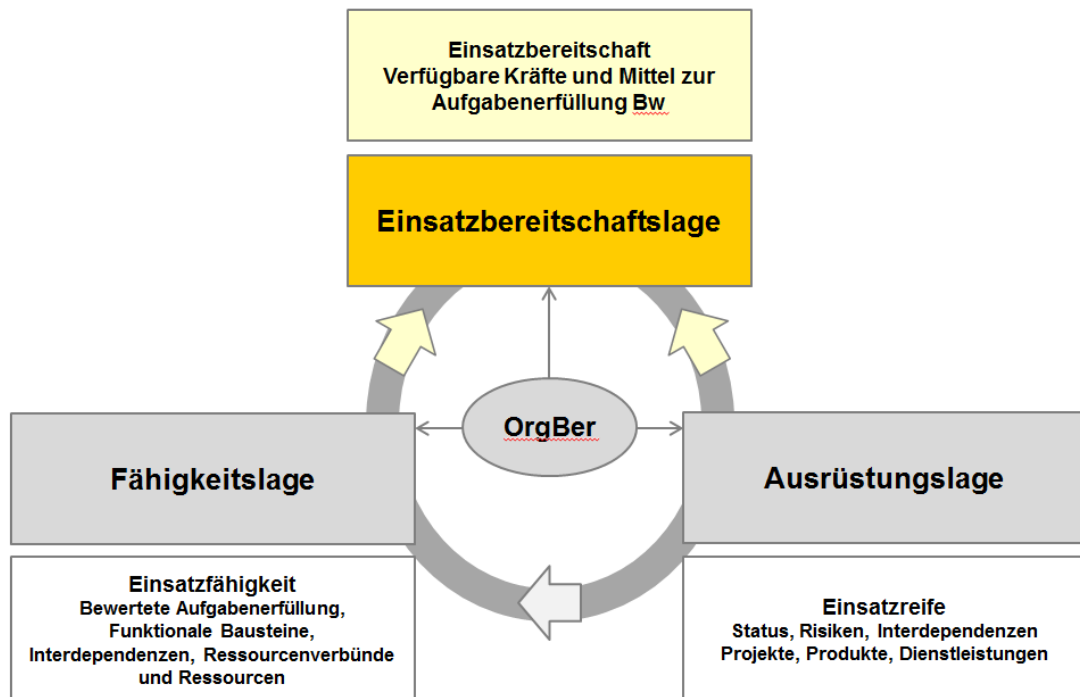 Einsatzbereitschaft
Verfügbare Kräfte und Mittel zur
Aufgabenerfüllung Bw
Einsatzbereitschaftslage
OrgBer
Fähigkeitslage
Ausrüstungslage
Einsatzfähigkeit
Bewertete Aufgabenerfüllung,
Funktionale Bausteine,
Interdependenzen, Ressourcenverbünde
und Ressourcen
Einsatzreife
Status, Risiken, Interdependenzen
Projekte, Produkte, Dienstleistungen